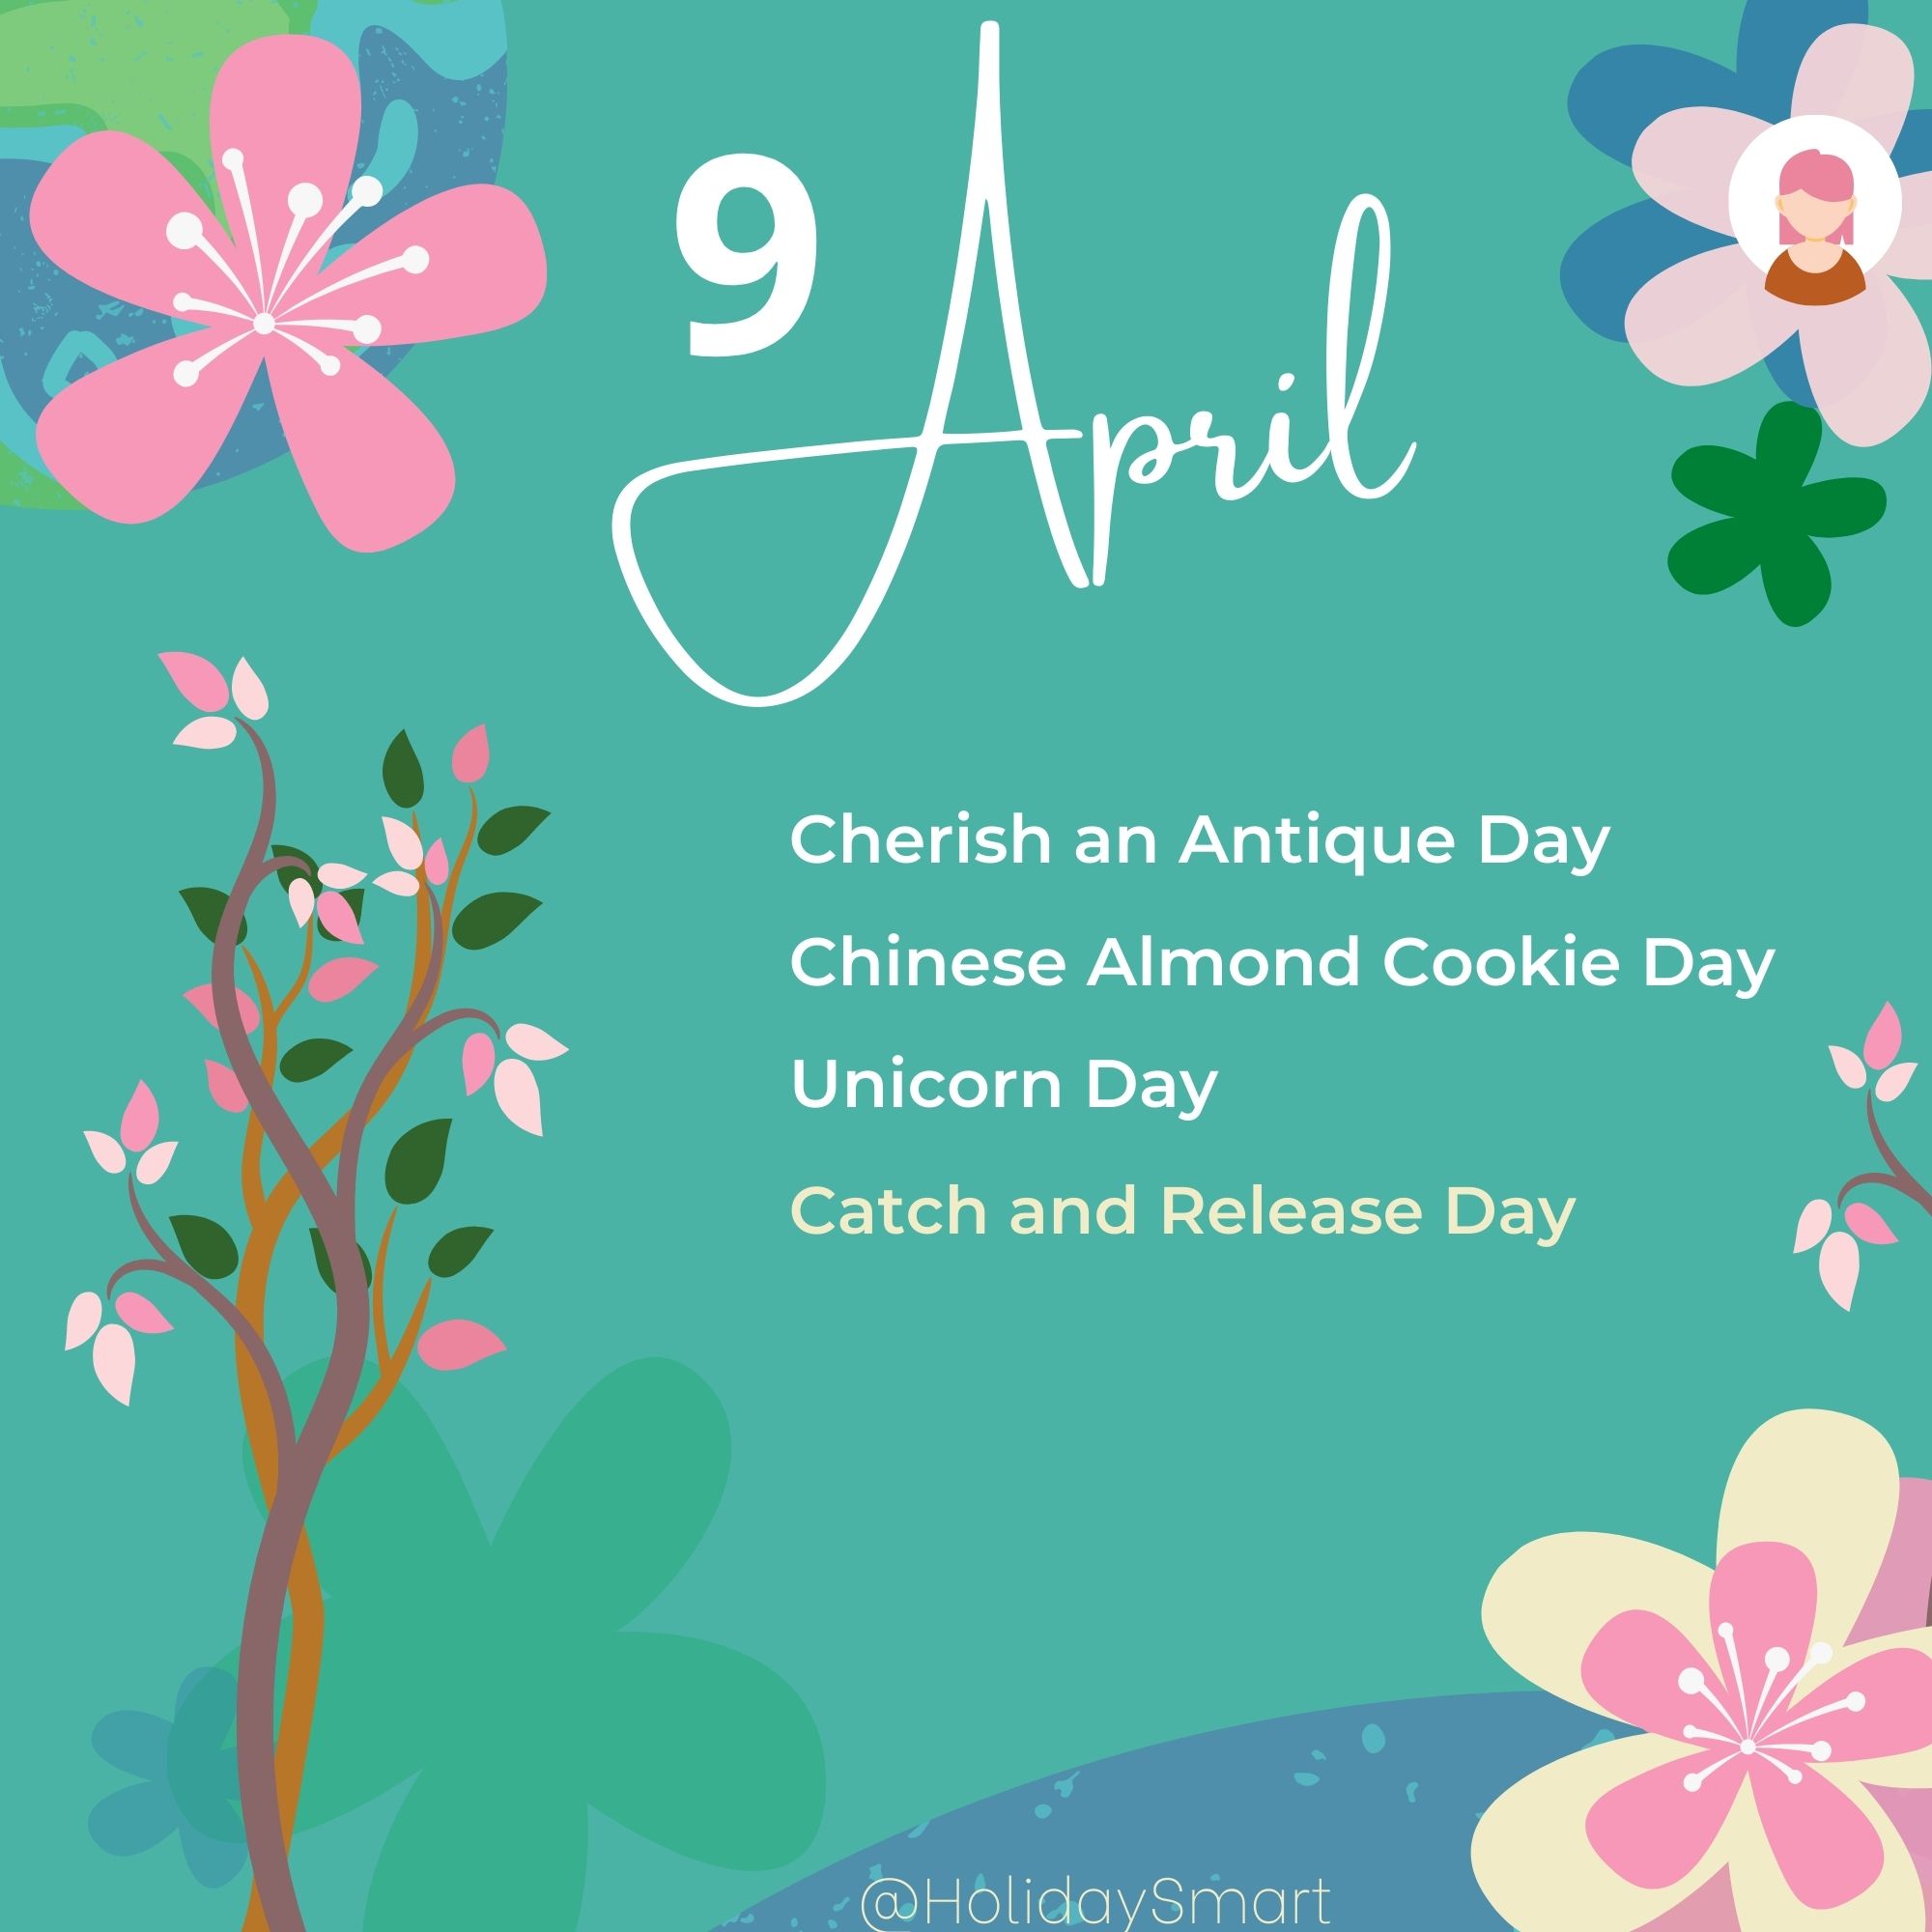 9 April
Cherish an Antique Day
Chinese Almond Cookie Day
Unicorn Day
Catch and Release Day
@HolidaySmart